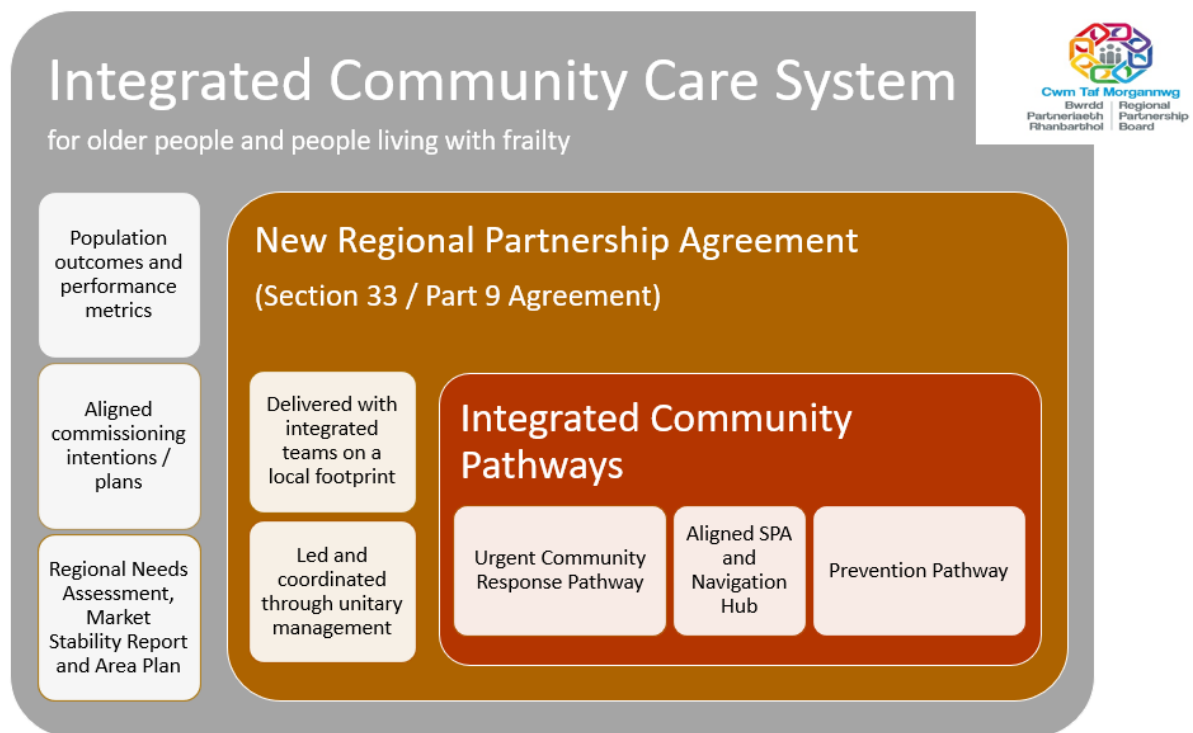 Integrated Community Care System
for older people and people living with frailty
Cwm Taf Morgannwg
Bwrdd
Partneriaeth
Rhanbarthol
Regional
Partnership
Board
Population
outcomes and
performance
metrics
Aligned
commissioning
intentions /
plans
Regional Needs
Assessment,
Market
Stability Report
and Area Plan
New Regional Partnership Agreement
(Section 33 / Part 9 Agreement)
Delivered with
integrated
teams on a
local footprint
Led and
coordinated
through unitary
management
Integrated Community
Pathways
Urgent Community
Response Pathway
Aligned SPA
and
Navigation
Hub
Prevention Pathway